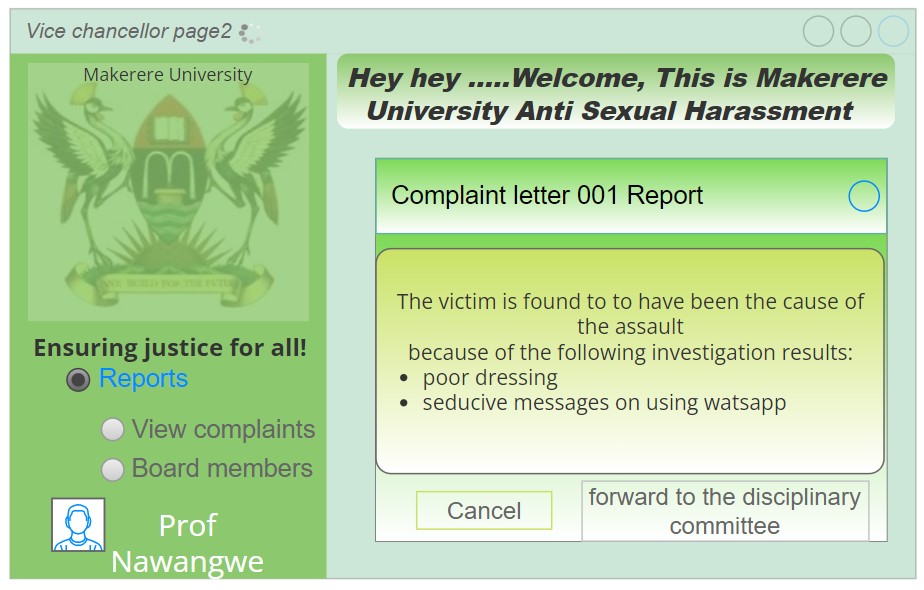 Vice chancellor page2
Makerere University
WE BUILD FOR THE FUTURE
Ensuring justice for all!
Reports
View complaints
Board members
Prof
Nawangwe
Hey hey .....Welcome, This is Makerere
University Anti Sexual Harassment
Complaint letter 001 Report
The victim is found to to have been the cause of
the assault
because of the following investigation results:
• poor dressing
• seducive messages on using watsapp
Cancel
forward to the disciplinary
committee